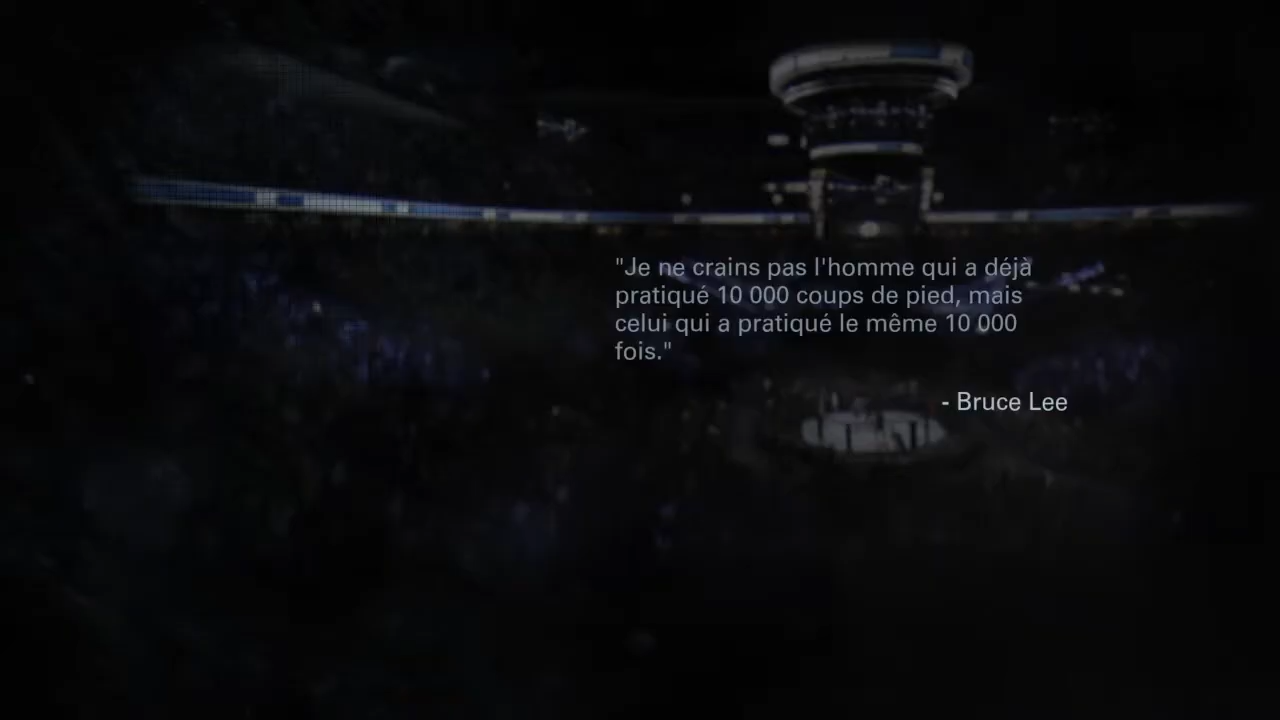 "Je ne crains pas l'homme qui a déjà
pratiqué 10 000 coups de pied, mais
celui qui a pratiqué le même 10 000
fois."
- Bruce Lee